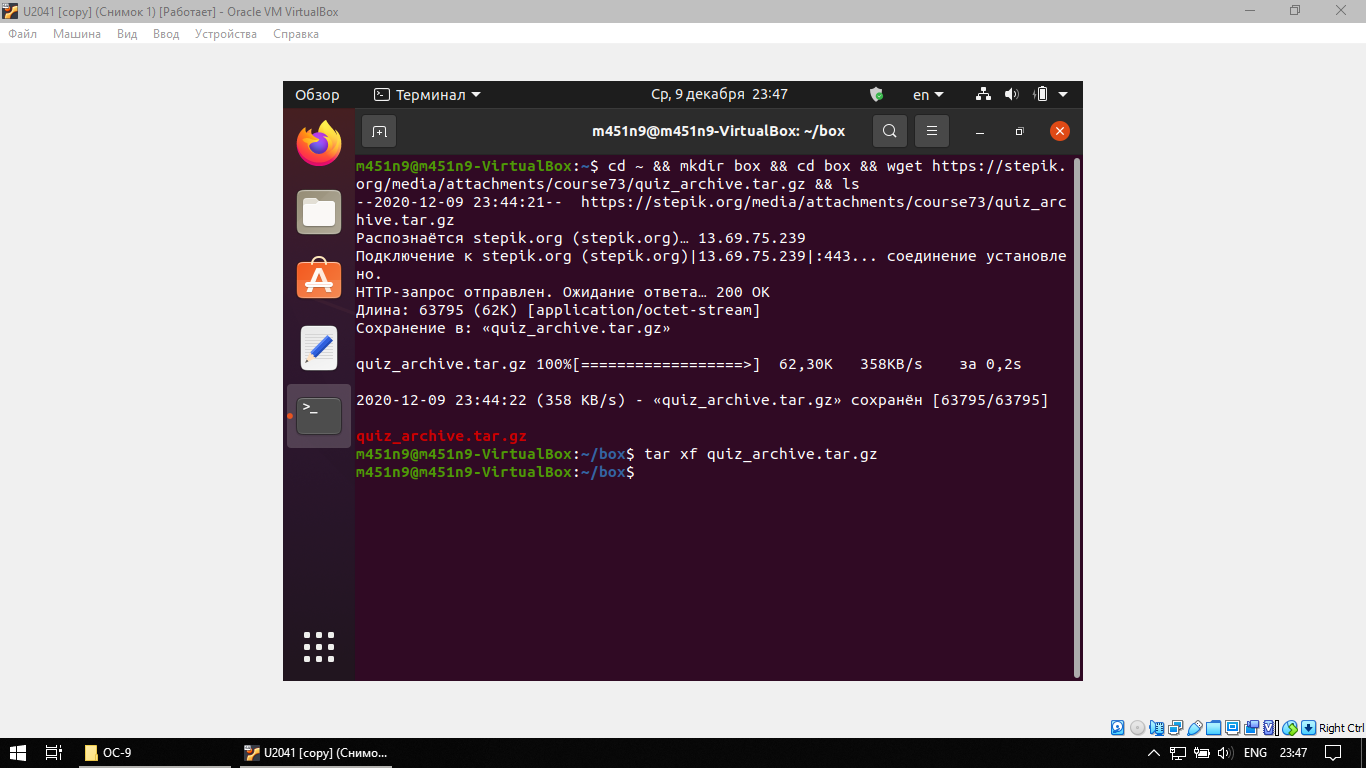 U2041 [copy] (Снимок 1) [Работает] - Oracle VM VirtualBox
Файл Машина Вид Ввод Устройства Справка
Обзор Терминал Ср, 9 декабря 23:47 en
m451n9@m451n9-VirtualBox: ~/box
m451n9@m451n9-VirtualBox:~$ cd ~ && mkdir box && cd box && wget https://stepik.
org/media/attachments/course73/quiz_archive.tar.gz && ls
--2020-12-09 23:44:21-- https://stepik.org/media/attachments/course73/quiz_arc
hive.tar.gz
Распознаётся stepik.org (stepik.org)… 13.69.75.239
Подключение к stepik.org (stepik.org)|13.69.75.239|:443... соединение установле
но.
HTTP-запрос отправлен. Ожидание ответа… 200 OK
Длина: 63795 (62K) [application/octet-stream]
Сохранение в: «quiz_archive.tar.gz»
quiz_archive.tar.gz 100%[==================>] 62,30K 358KB/s за 0,2s
2020-12-09 23:44:22 (358 KB/s) - «quiz_archive.tar.gz» сохранён [63795/63795]
quiz_archive.tar.gz
m451n9@m451n9-VirtualBox:~/box$ tar xf quiz_archive.tar.gz
m451n9@m451n9-VirtualBox:~/box$
Right Ctrl
ОС-9 U2041 [copy] (Снимо... ENG 23:47